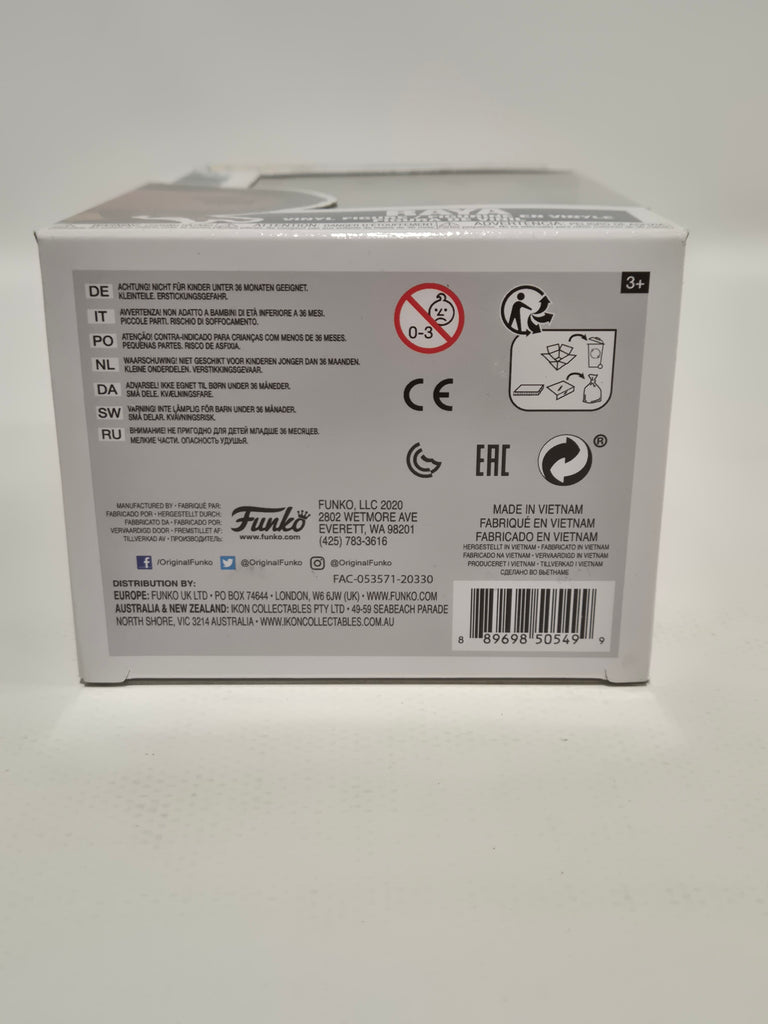 RAYA
VINYL FIGURE
EN VINYLE
3+
DE ACHTUNG! NICHT FÜR KINDER UNTER 36 MONATEN GEEIGNET.
KLEINTEILE. ERSTICKUNGSGEFAHR.
IT AVVERTENZA! NON ADATTO A BAMBINI DI ETÀ INFERIORE A 36 MESI.
PICCOLE PARTI. RISCHIO DI SOFFOCAMENTO.
PO ATENÇÃO! CONTRA-INDICADO PARA CRIANÇAS COM MENOS DE 36 MESES.
PEQUENAS PARTES. RISCO DE ASFIXIA.
NL WAARSCHUWING! NIET GESCHIKT VOOR KINDEREN JONGER DAN 36 MAANDEN.
KLEINE ONDERDELEN. VERSTIKKINGSGEVAAR.
DA ADVARSEL! IKKE EGNET TIL BØRN UNDER 36 MÅNEDER.
SMÅ DELE. KVÆLNINGSFARE.
SW VARNING! INTE LÄMPLIG FÖR BARN UNDER 36 MÅNADER.
SMÅ DELAR. KVÄVNINGSRISK.
RU ВНИМАНИЕ! НЕ ПРИГОДНО ДЛЯ ДЕТЕЙ МЛАДШЕ 36 МЕСЯЦЕВ.
МЕЛКИЕ ЧАСТИ. ОПАСНОСТЬ УДУШЬЯ.
0-3
CE
EAC
®
MANUFACTURED BY • FABRIQUÉ PAR:
FABRICADO POR • HERGESTELLT DURCH:
FABBRICATO DA • FABRICADO POR:
VERVAARDIGD DOOR • FREMSTILLET AF:
TILLVERKAD AV • ПРОИЗВОДИТЕЛЬ:
Funko
www.funko.com
FUNKO, LLC 2020
2802 WETMORE AVE
EVERETT, WA 98201
(425) 783-3616
MADE IN VIETNAM
FABRIQUÉ EN VIETNAM
FABRICADO EN VIETNAM
HERGESTELLT IN VIETNAM • FABBRICATO IN VIETNAM
FABRICADO NA VIETNAM • VERVAARDIGD IN VIETNAM
PRODUCERET I VIETNAM • TILLVERKAD I VIETNAM
СДЕЛАНО ВО ВЬЕТНАМЕ
/OriginalFunko @OriginalFunko @OriginalFunko
FAC-053571-20330
DISTRIBUTION BY:
EUROPE: FUNKO UK LTD • PO BOX 74644 • LONDON, W6 6JW (UK) • WWW.FUNKO.COM
AUSTRALIA & NEW ZEALAND: IKON COLLECTABLES PTY LTD • 49-59 SEABEACH PARADE
NORTH SHORE, VIC 3214 AUSTRALIA • WWW.IKONCOLLECTABLES.COM.AU
8 89698 50549 9